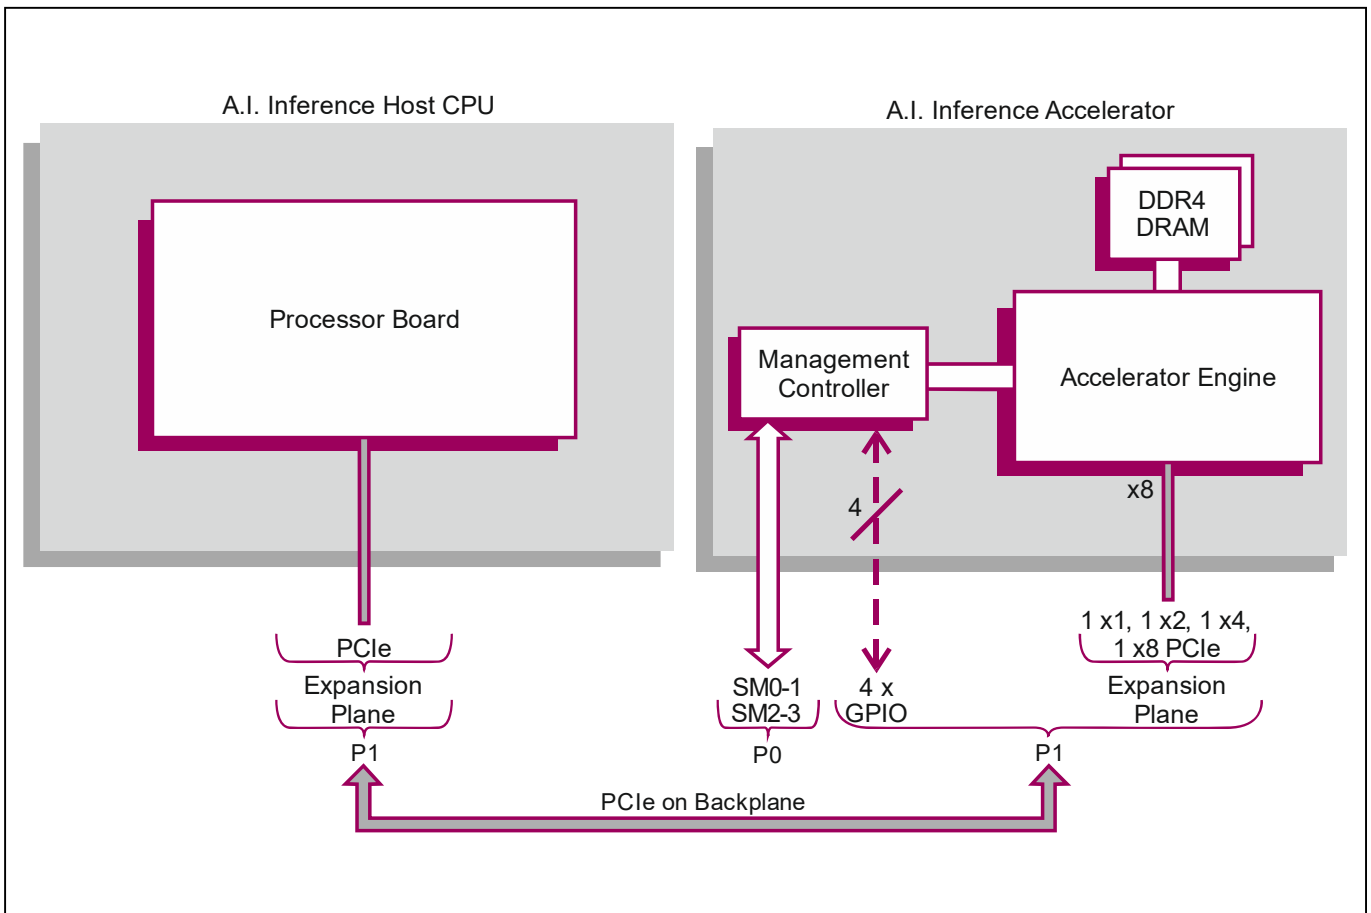 A.I. Inference Host CPU
A.I. Inference Accelerator
DDR4
DRAM
Processor Board
Management
Controller
Accelerator Engine
x8
4
PCIe
Expansion
Plane
P1
SM0-1
SM2-3
P0
4 x
GPIO
1 x1, 1 x2, 1 x4,
1 x8 PCIe
Expansion
Plane
P1
PCIe on Backplane